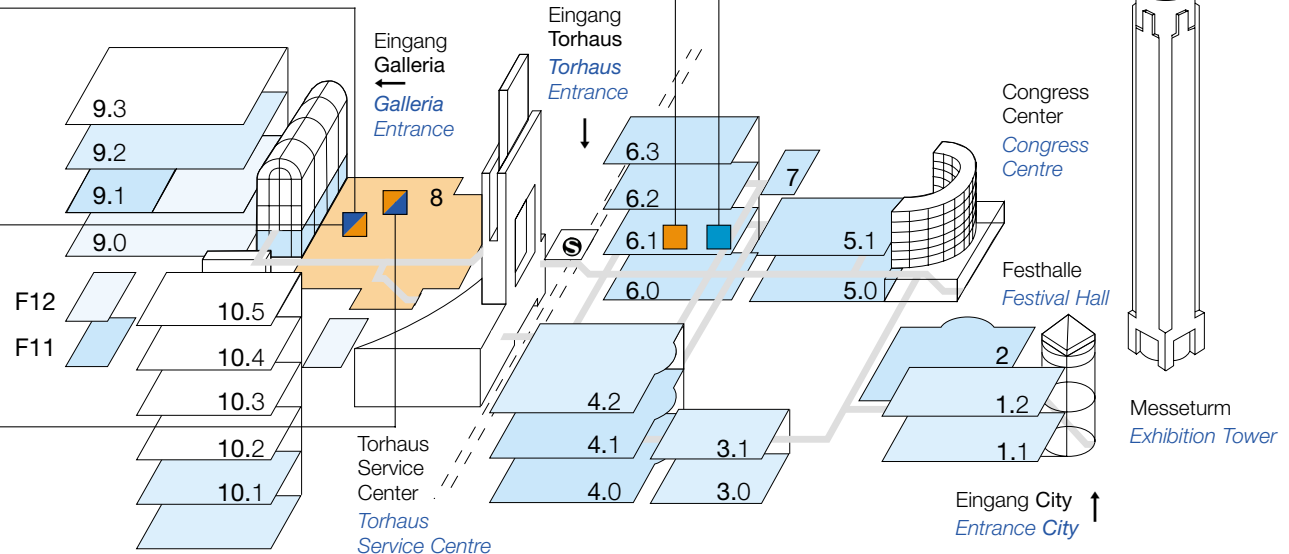 Eingang
Galleria
Galleria
Entrance
Eingang
Torhaus
Torhaus
Entrance
Congress
Center
Congress
Centre
9.3
9.2
9.1
9.0
8
6.3
6.2
6.1
6.0
7
5.1
5.0
S
Festhalle
Festival Hall
F12
F11
10.5
10.4
10.3
10.2
10.1
4.2
4.1
4.0
3.1
3.0
2
1.2
1.1
Messeturm
Exhibition Tower
Torhaus
Service
Center
Torhaus
Service Centre
Eingang City
Entrance City